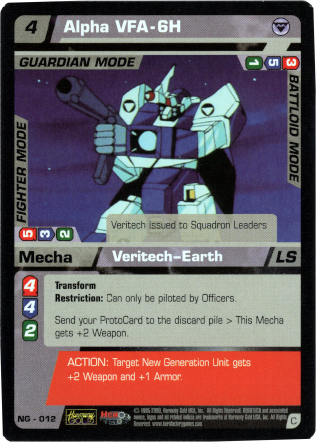 4 Alpha VFA-6H
GUARDIAN MODE
1 5 3
FIGHTER MODE
BATTLOID MODE
5 3 2
Veritech issued to Squadron Leaders
Mecha Veritech-Earth LS
4
4
2
Transform
Restriction: Can only be piloted by Officers.
Send your ProtoCard to the discard pile > This Mecha
gets +2 Weapon.
ACTION: Target New Generation Unit gets
+2 Weapon and +1 Armor.
NG - 012
Harmony
GOLD
HERO
C